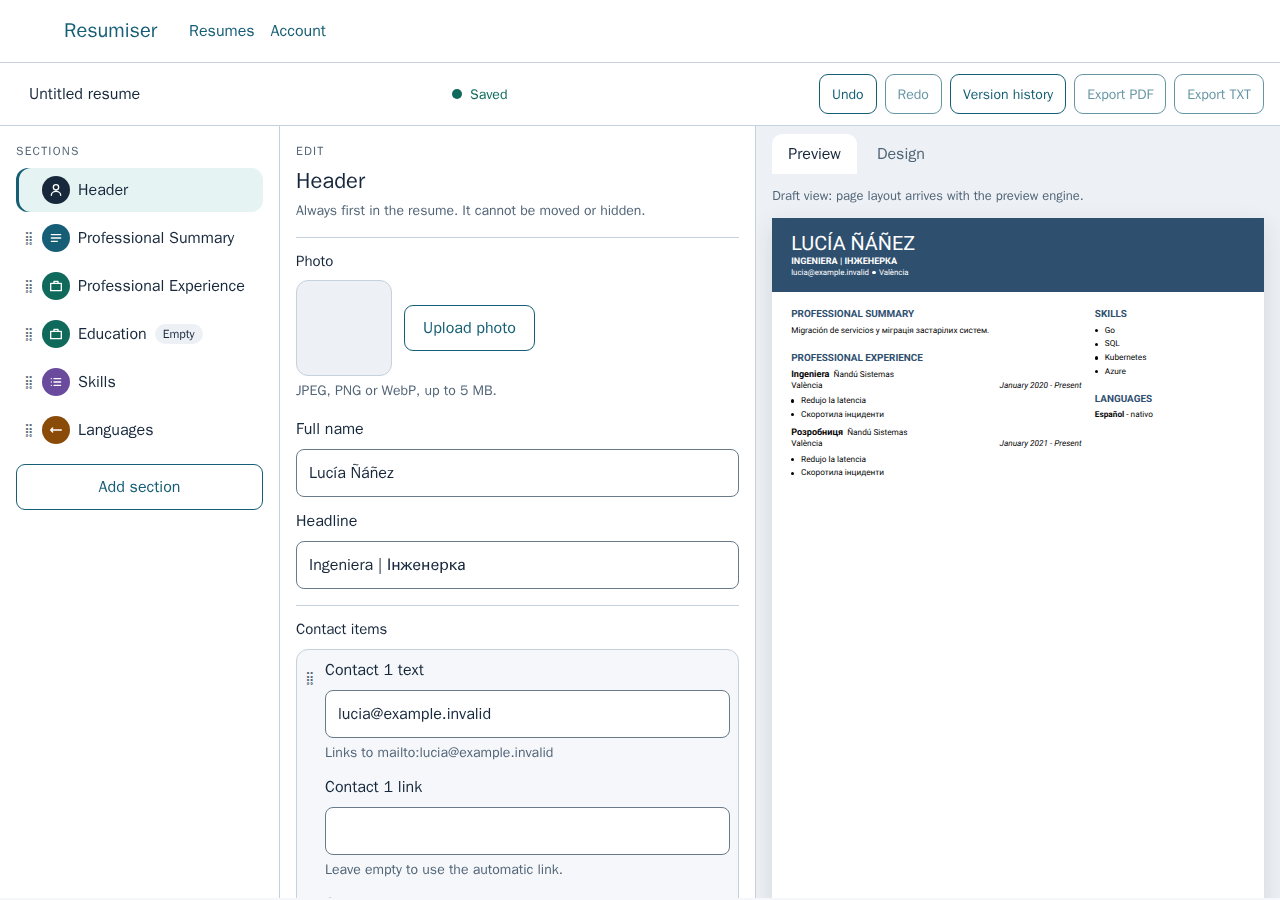 Resumiser
Resumes
Account
Untitled resume
Saved
Undo
Redo
Version history
Export PDF
Export TXT
SECTIONS
Header
Professional Summary
Professional Experience
Education
Empty
Skills
Languages
Add section
EDIT
Header
Always first in the resume. It cannot be moved or hidden.
Photo
Upload photo
JPEG, PNG or WebP, up to 5 MB.
Full name
Lucía Ñáñez
Headline
Ingeniera | Інженерка
Contact items
Contact 1 text
lucia@example.invalid
Links to mailto:lucia@example.invalid
Contact 1 link
Leave empty to use the automatic link.
Preview
Design
Draft view: page layout arrives with the preview engine.
LUCÍA ÑÁÑEZ
INGENIERA | ІНЖЕНЕРКА
lucia@example.invalid ● València
PROFESSIONAL SUMMARY
Migración de servicios y міграція застарілих систем.
PROFESSIONAL EXPERIENCE
Ingeniera Ñandú Sistemas
València January 2020 - Present
• Redujo la latencia
• Скоротила інциденти
Розробниця Ñandú Sistemas
València January 2021 - Present
• Redujo la latencia
• Скоротила інциденти
SKILLS
• Go
• SQL
• Kubernetes
• Azure
LANGUAGES
Español - nativo